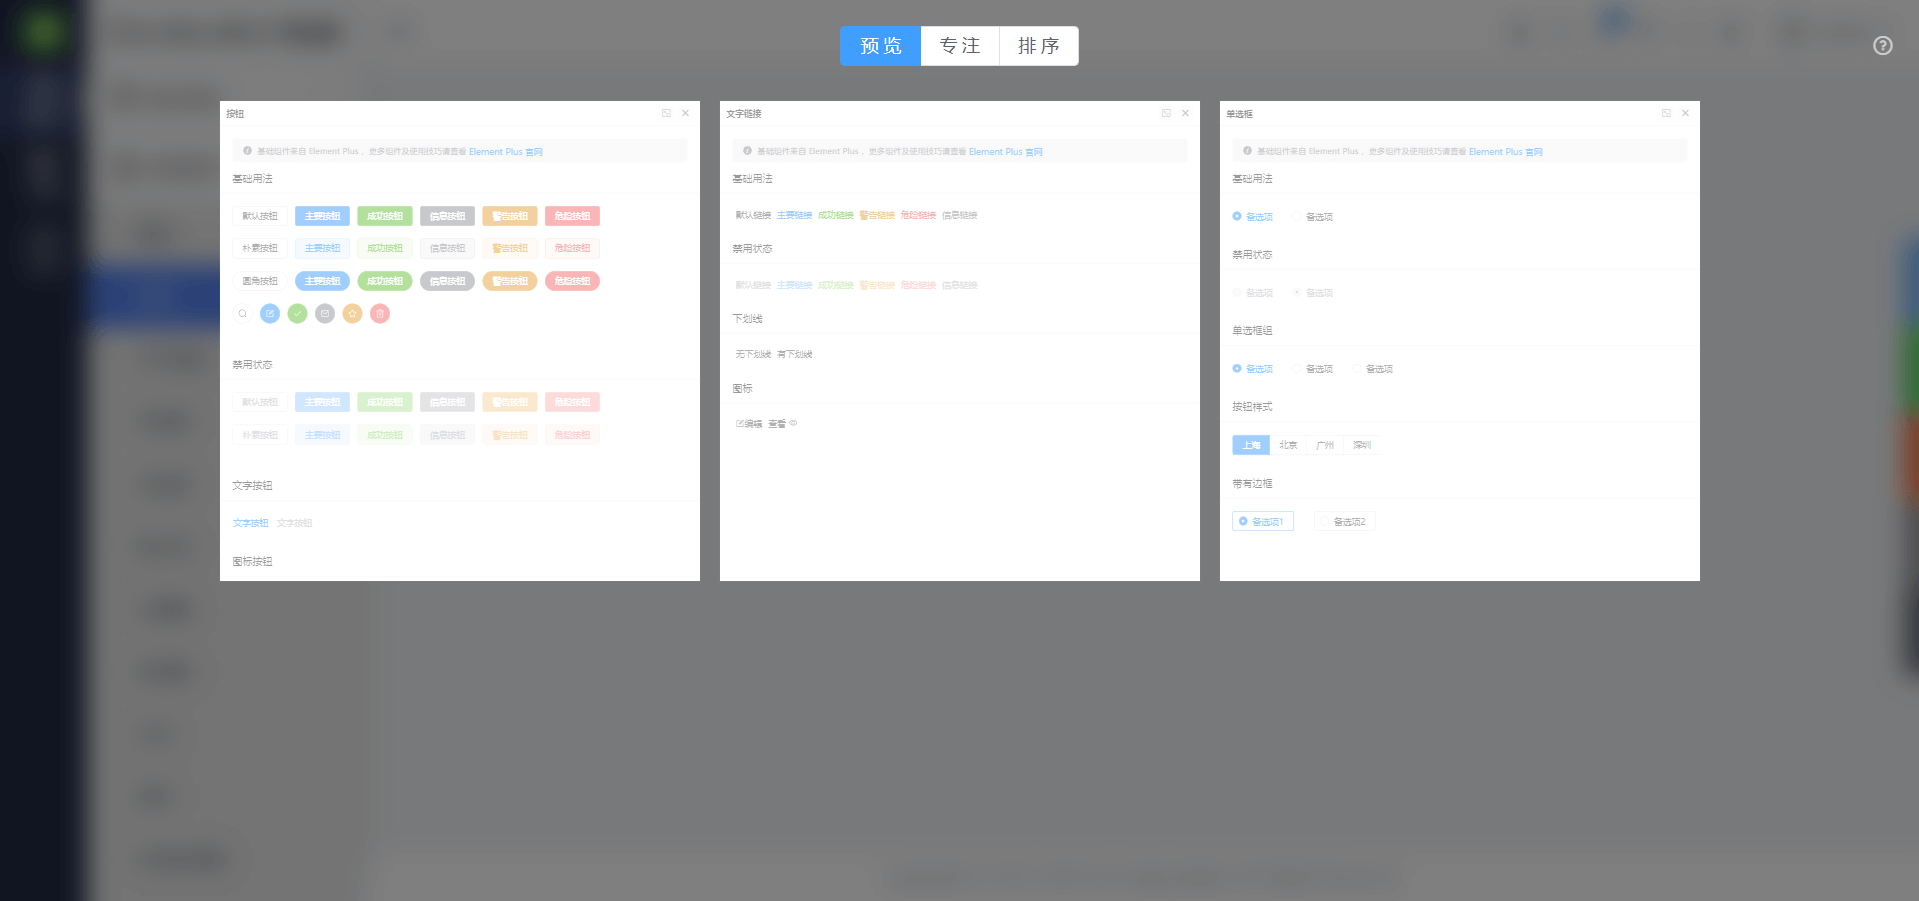 预览 专注 排序
按钮
基础组件来自 Element Plus ，更多组件及使用技巧请查看 Element Plus 官网
基础用法
默认按钮 主要按钮 成功按钮 信息按钮 警告按钮 危险按钮
朴素按钮 主要按钮 成功按钮 信息按钮 警告按钮 危险按钮
圆角按钮 主要按钮 成功按钮 信息按钮 警告按钮 危险按钮
禁用状态
默认按钮 主要按钮 成功按钮 信息按钮 警告按钮 危险按钮
朴素按钮 主要按钮 成功按钮 信息按钮 警告按钮 危险按钮
文字按钮
文字按钮 文字按钮
图标按钮
文字链接
基础组件来自 Element Plus ，更多组件及使用技巧请查看 Element Plus 官网
基础用法
默认链接 主要链接 成功链接 警告链接 危险链接 信息链接
禁用状态
默认链接 主要链接 成功链接 警告链接 危险链接 信息链接
下划线
无下划线 有下划线
图标
编辑 查看
单选框
基础组件来自 Element Plus ，更多组件及使用技巧请查看 Element Plus 官网
基础用法
备选项 备选项
禁用状态
备选项 备选项
单选框组
备选项 备选项 备选项
按钮样式
上海 北京 广州 深圳
带有边框
备选项1 备选项2